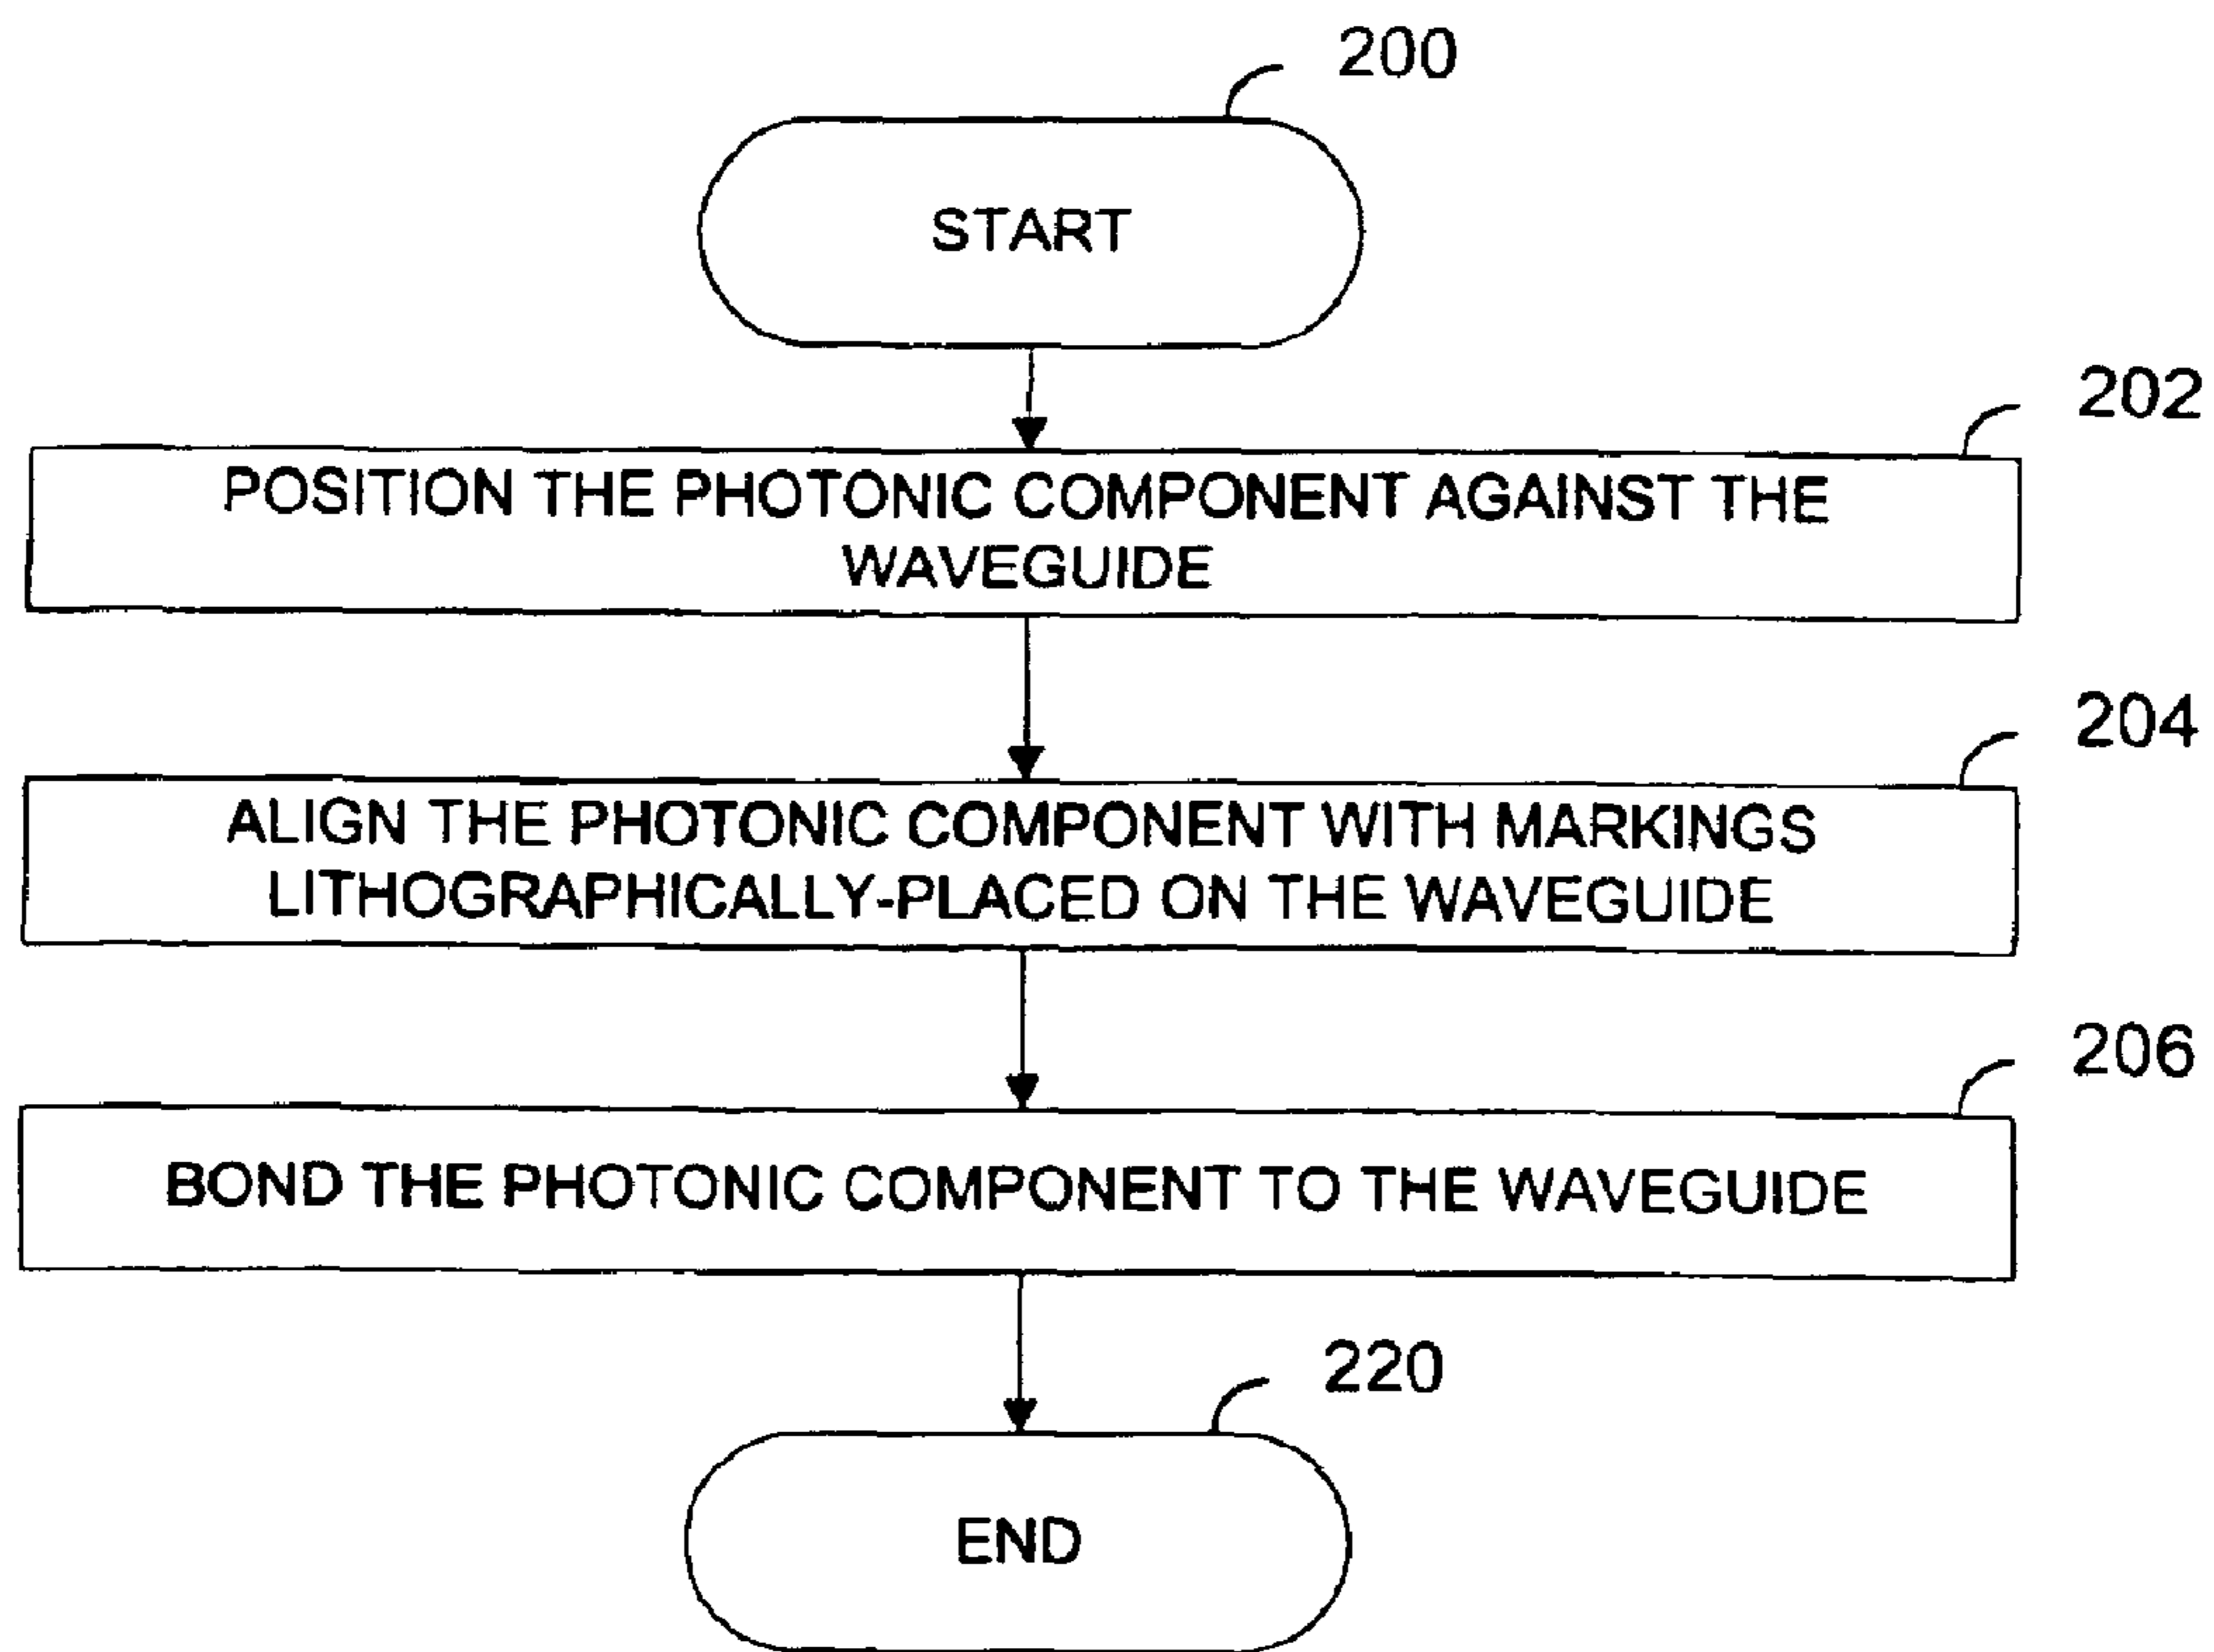 200
START
202
POSITION THE PHOTONIC COMPONENT AGAINST THE
WAVEGUIDE
204
ALIGN THE PHOTONIC COMPONENT WITH MARKINGS
LITHOGRAPHICALLY-PLACED ON THE WAVEGUIDE
206
BOND THE PHOTONIC COMPONENT TO THE WAVEGUIDE
220
END